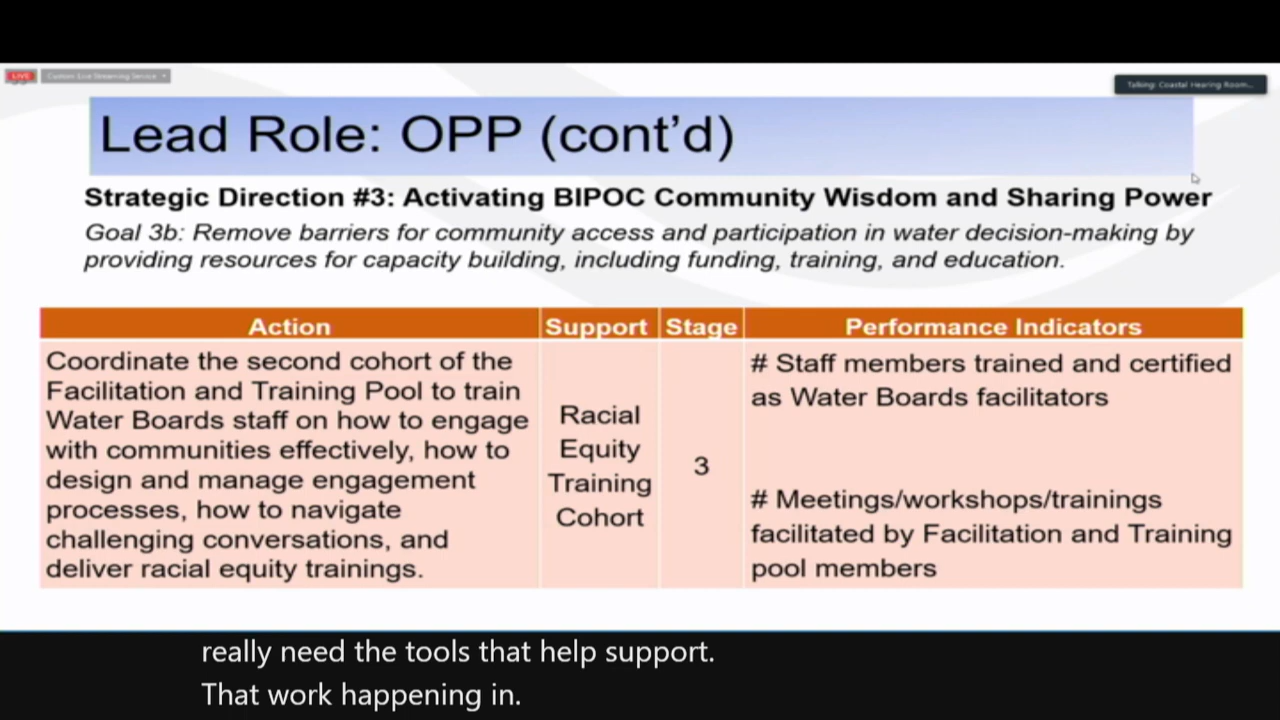 LIVE
Custom Live Streaming Service
Talking: Coastal Hearing Room...
Lead Role: OPP (cont’d)
Strategic Direction #3: Activating BIPOC Community Wisdom and Sharing Power
Goal 3b: Remove barriers for community access and participation in water decision-making by
providing resources for capacity building, including funding, training, and education.
Action
Support
Stage
Performance Indicators
Coordinate the second cohort of the
Facilitation and Training Pool to train
Water Boards staff on how to engage
with communities effectively, how to
design and manage engagement
processes, how to navigate
challenging conversations, and
deliver racial equity trainings.
Racial
Equity
Training
Cohort
3
# Staff members trained and certified
as Water Boards facilitators
# Meetings/workshops/trainings
facilitated by Facilitation and Training
pool members
really need the tools that help support.
That work happening in.